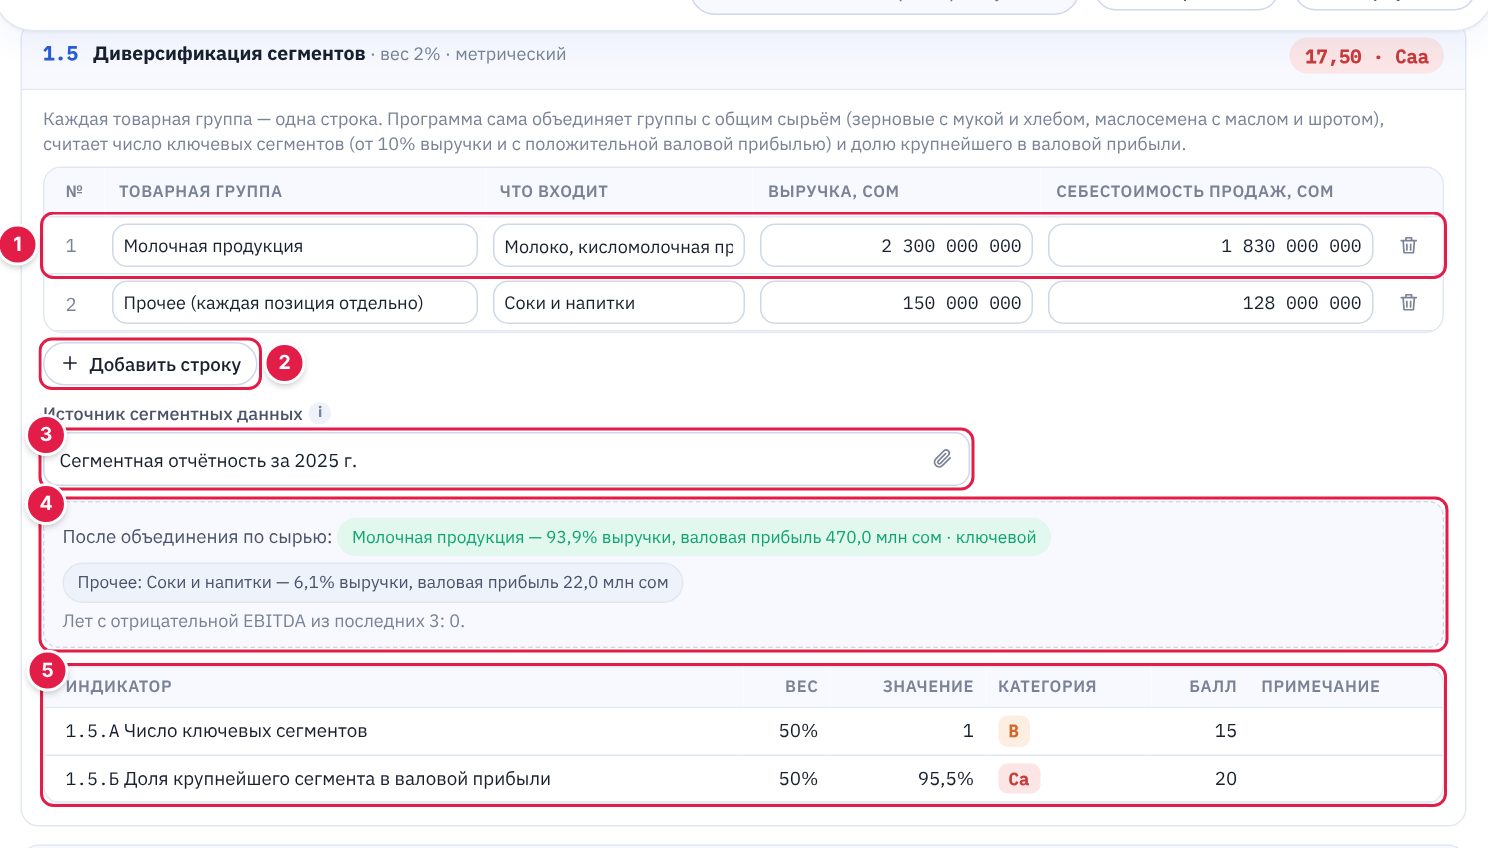 1.5 Диверсификация сегментов · вес 2% · метрический 17,50 · Caa
Каждая товарная группа — одна строка. Программа сама объединяет группы с общим сырьём (зерновые с мукой и хлебом, маслосемена с маслом и шротом),
считает число ключевых сегментов (от 10% выручки и с положительной валовой прибылью) и долю крупнейшего в валовой прибыли.
№ ТОВАРНАЯ ГРУППА ЧТО ВХОДИТ ВЫРУЧКА, СОМ СЕБЕСТОИМОСТЬ ПРОДАЖ, СОМ
1 1 Молочная продукция Молоко, кисломолочная пр 2 300 000 000 1 830 000 000
2 Прочее (каждая позиция отдельно) Соки и напитки 150 000 000 128 000 000
+ Добавить строку 2
Источник сегментных данных i
3
Сегментная отчётность за 2025 г.
4
После объединения по сырью: Молочная продукция — 93,9% выручки, валовая прибыль 470,0 млн сом · ключевой
Прочее: Соки и напитки — 6,1% выручки, валовая прибыль 22,0 млн сом
Лет с отрицательной EBITDA из последних 3: 0.
5
ИНДИКАТОР ВЕС ЗНАЧЕНИЕ КАТЕГОРИЯ БАЛЛ ПРИМЕЧАНИЕ
1.5.А Число ключевых сегментов 50% 1 B 15
1.5.Б Доля крупнейшего сегмента в валовой прибыли 50% 95,5% Ca 20